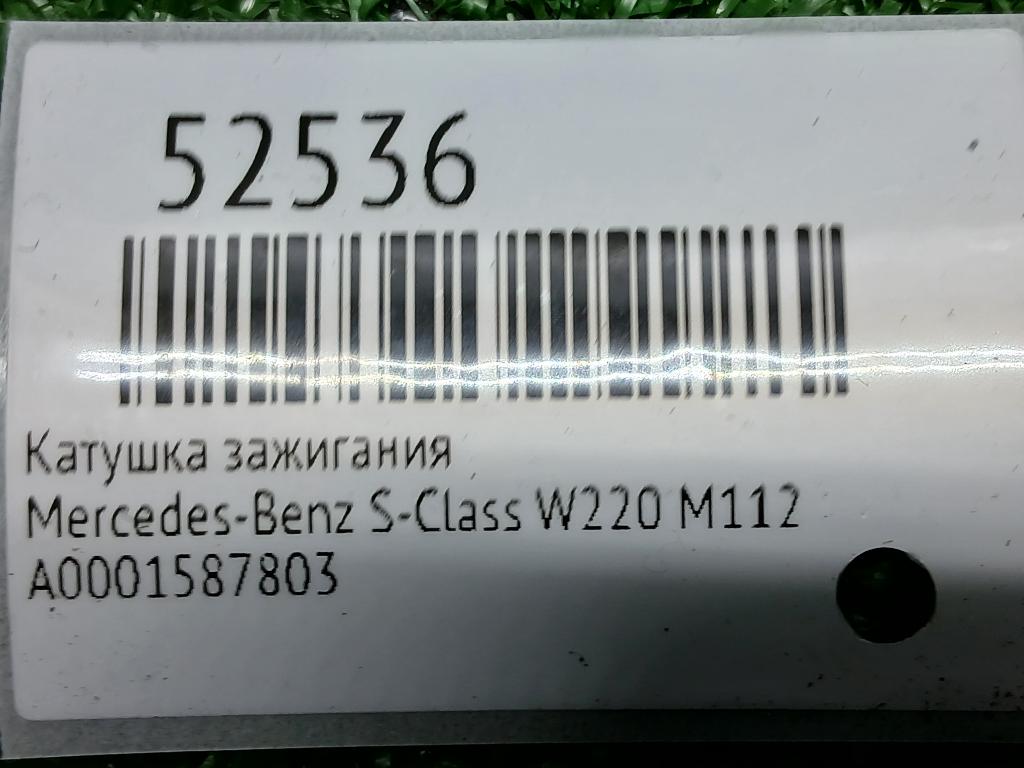 52536
Катушка зажигания
Mercedes-Benz S-Class W220 M112
A0001587803